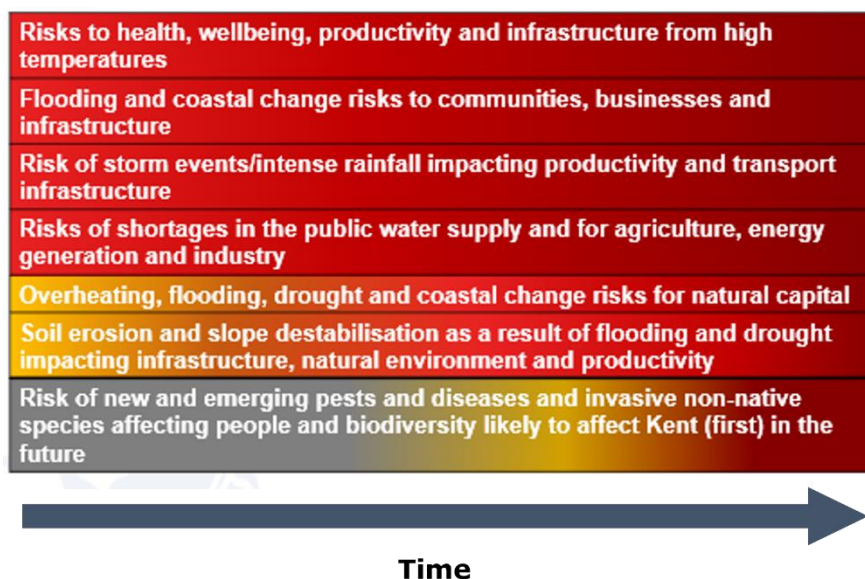 Risks to health, wellbeing, productivity and infrastructure from high
temperatures
Flooding and coastal change risks to communities, businesses and
infrastructure
Risk of storm events/intense rainfall impacting productivity and transport
infrastructure
Risks of shortages in the public water supply and for agriculture, energy
generation and industry
Overheating, flooding, drought and coastal change risks for natural capital
Soil erosion and slope destabilisation as a result of flooding and drought
impacting infrastructure, natural environment and productivity
Risk of new and emerging pests and diseases and invasive non-native
species affecting people and biodiversity likely to affect Kent (first) in the
future
Time